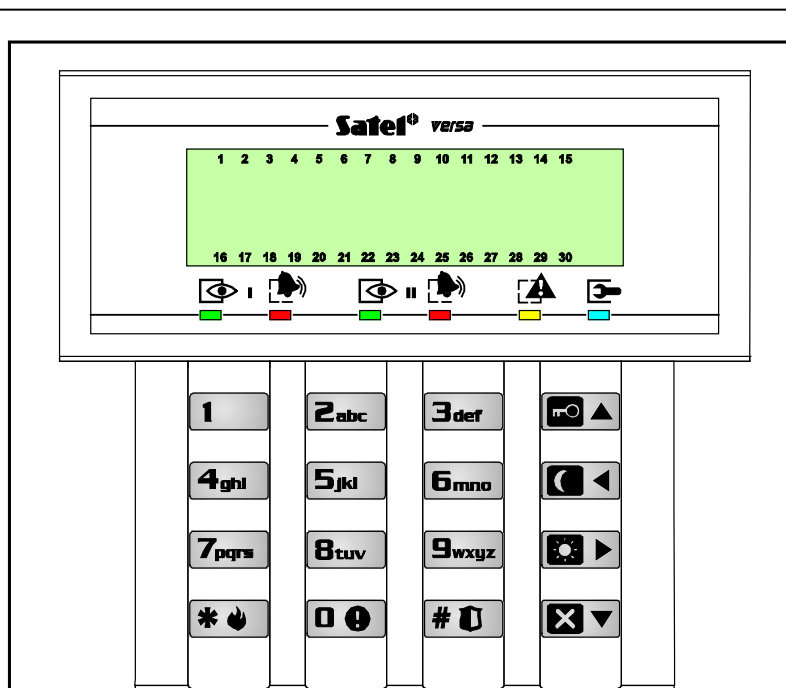 Satel versa
1 2 3 4 5 6 7 8 9 10 11 12 13 14 15
16 17 18 19 20 21 22 23 24 25 26 27 28 29 30
I II
1 2abc 3def
4ghi 5jkl 6mno
7pqrs 8tuv 9wxyz
* 0 #